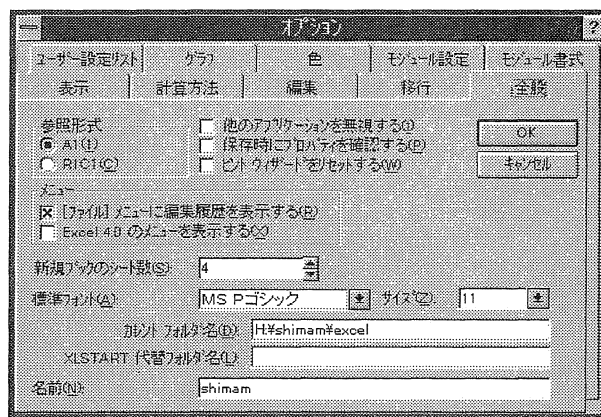 オプション
?
ユーザー設定リスト グラフ 色 モジュール設定 モジュール書式
表示 計算方法 編集 移行 全般
参照形式
A1(I)
R1C1(C)
他のアプリケーションを無視する(I)
保存時にプロパティを確認する(P)
ヒント ウィザードをリセットする(W)
OK
キャンセル
メニュー
[ファイル] メニューに編集履歴を表示する(R)
Excel 4.0 のメニューを表示する(X)
新規ブックのシート数(S): 4
標準フォント(A): MS Pゴシック サイズ(Z): 11
カレント フォルダ名(D): H:¥shimam¥excel
XLSTART 代替フォルダ名(L):
名前(N): shimam